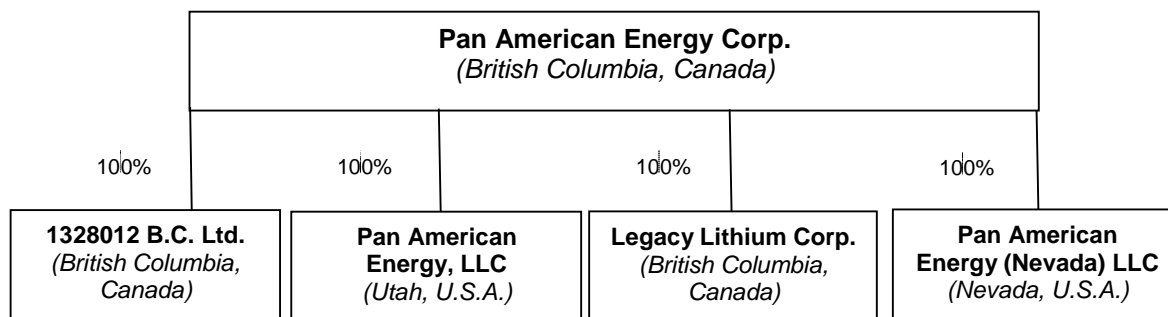 Pan American Energy Corp.
(British Columbia, Canada)
100%
100%
100%
100%
1328012 B.C. Ltd.
(British Columbia,
Canada)
Pan American
Energy, LLC
(Utah, U.S.A.)
Legacy Lithium Corp.
(British Columbia,
Canada)
Pan American
Energy (Nevada) LLC
(Nevada, U.S.A.)